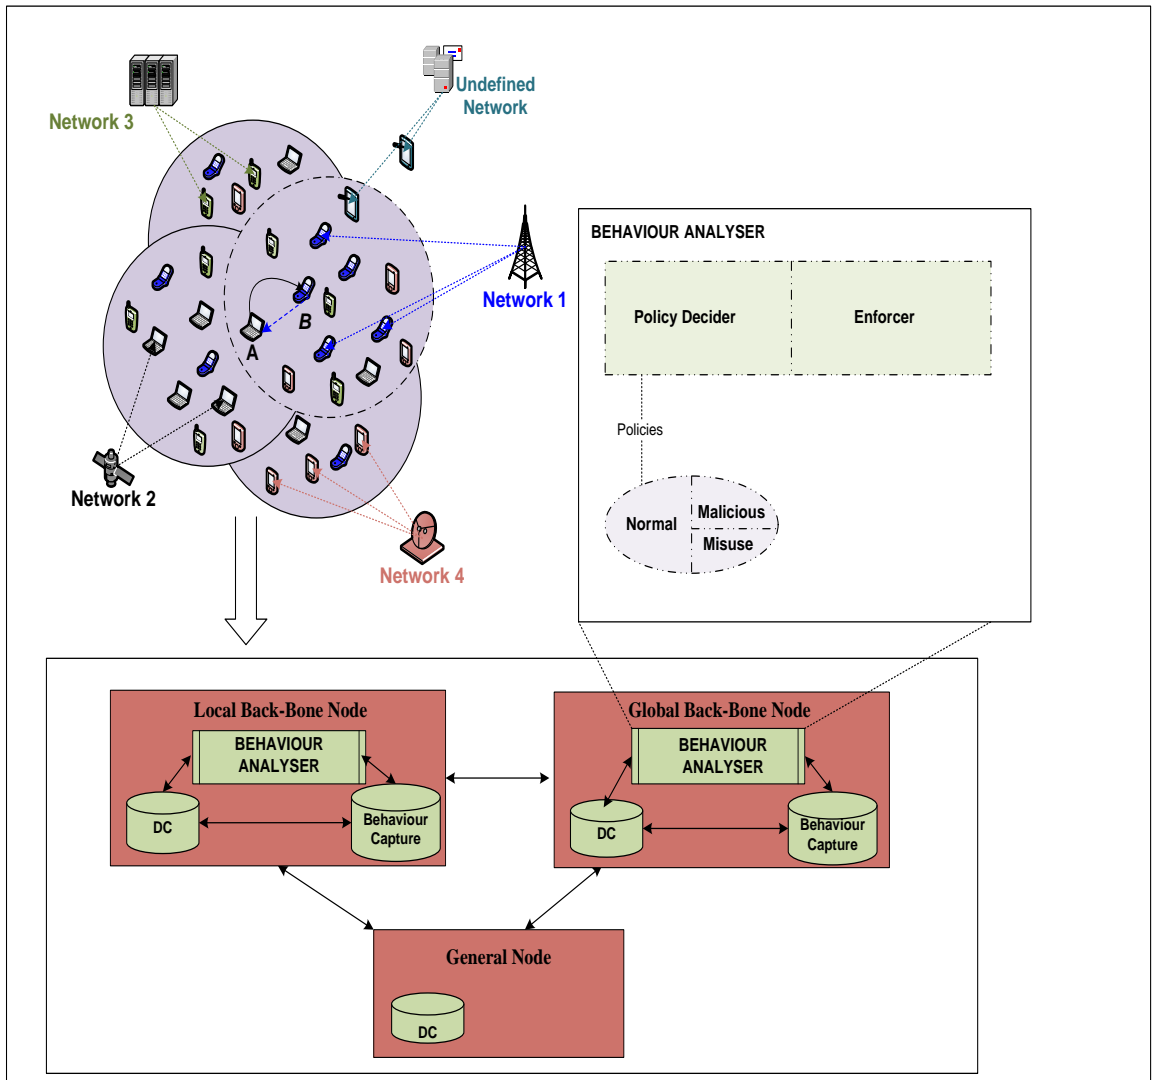 Network 3
Undefined
Network
Network 1
B
A
Network 2
Network 4
BEHAVIOUR ANALYSER
Policy Decider
Enforcer
Policies
Normal
Malicious
Misuse
Local Back-Bone Node
BEHAVIOUR
ANALYSER
DC
Behaviour
Capture
Global Back-Bone Node
BEHAVIOUR
ANALYSER
DC
Behaviour
Capture
General Node
DC